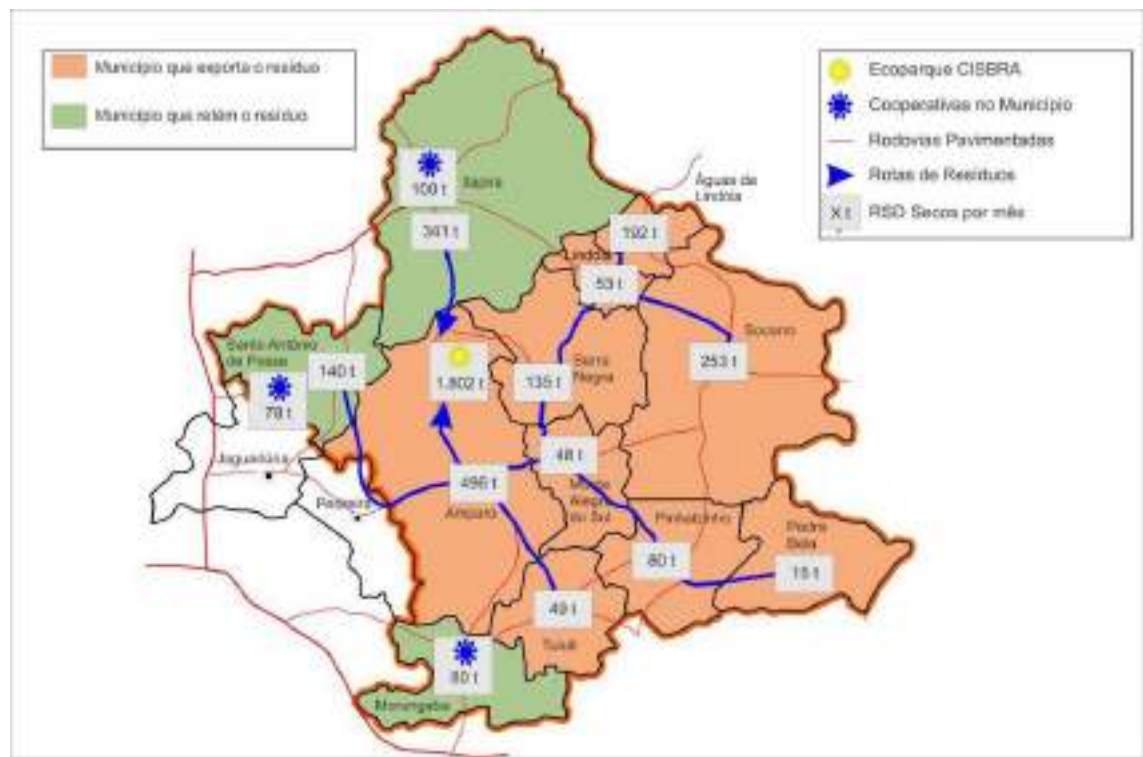 Município que exporta o resíduo
Município que retém o resíduo
Ecoparque CISBRA
Cooperativas no Município
Rodovias Pavimentadas
Rotas de Resíduos
X t
RSD Secos por mês
Itapira
100 t
341 t
Águas de
Lindóia
192 t
Lindóia
53 t
Socorro
253 t
Santo Antônio
de Posse
140 t
78 t
1.802 t
135 t
Serra
Negra
Jaguariúna
Pedreira
496 t
Amparo
48 t
Monte
Alegre
do Sul
Pinhalzinho
80 t
Pedra
Bela
15 t
49 t
Tuiuti
80 t
Morungaba